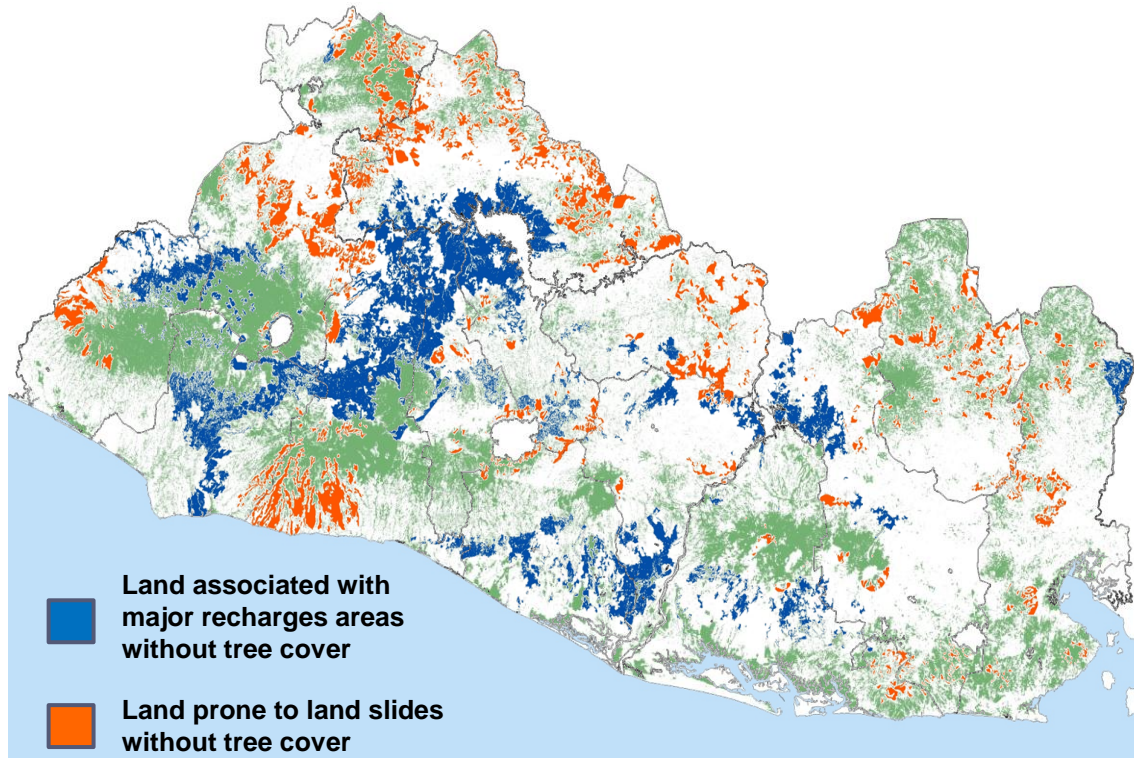 Land associated with
major recharges areas
without tree cover
Land prone to land slides
without tree cover